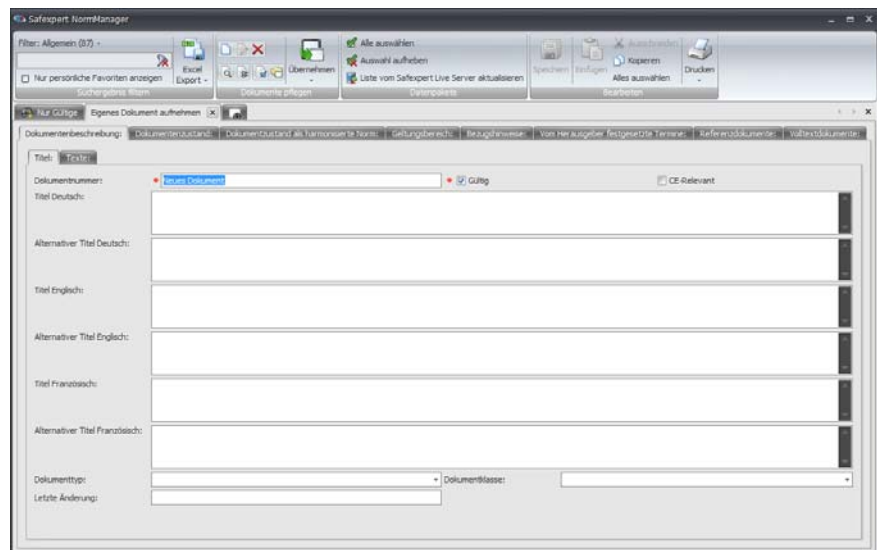 Safexpert NormManager
Filter: Allgemein (87)
Nur persönliche Favoriten anzeigen
Suchergebnis filtern
Excel Export
Übernehmen
Dokumente pflegen
Alle auswählen
Auswahl aufheben
Liste vom Safexpert Live Server aktualisieren
Datenpakete
Speichern
Einfügen
Ausschneiden
Kopieren
Alles auswählen
Drucken
Bearbeiten
Nur Gültige
Eigenes Dokument aufnehmen
Dokumentenbeschreibung:
Dokumentenzustand:
Dokumentzustand als harmonisierte Norm:
Geltungsbereich:
Bezugshinweise:
Vom Herausgeber festgesetzte Termine:
Referenzdokumente:
Volltextdokumente:
Titel:
Texte:
Dokumentnummer:
Neues Dokument
Gültig
CE-Relevant
Titel Deutsch:
Alternativer Titel Deutsch:
Titel Englisch:
Alternativer Titel Englisch:
Titel Französisch:
Alternativer Titel Französisch:
Dokumenttyp:
Dokumentklasse:
Letzte Änderung: